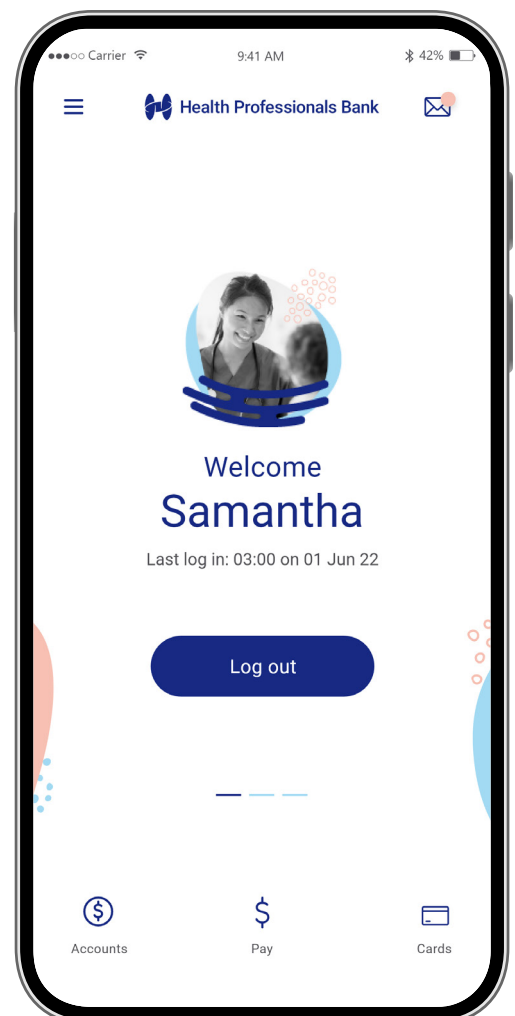 Carrier 9:41 AM 42%
Health Professionals Bank
Welcome
Samantha
Last log in: 03:00 on 01 Jun 22
Log out
Accounts Pay Cards